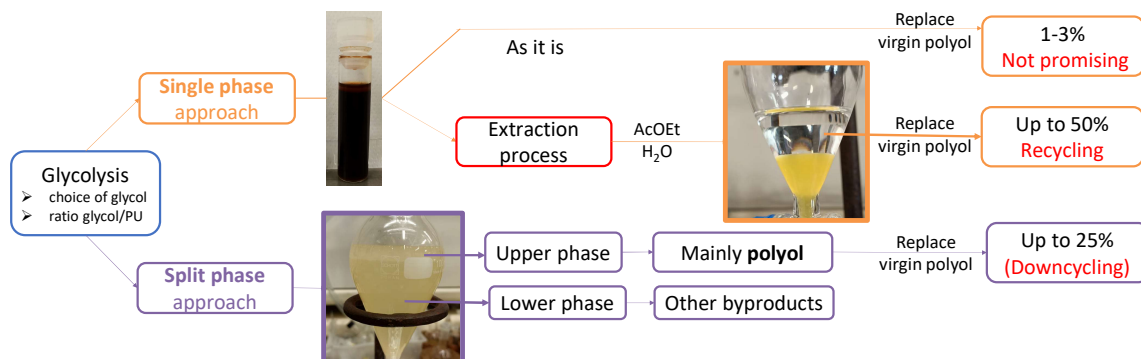 Glycolysis
➢ choice of glycol
➢ ratio glycol/PU
Single phase
approach
As it is
Replace
virgin polyol
1-3%
Not promising
Extraction
process
AcOEt
H₂O
Replace
virgin polyol
Up to 50%
Recycling
Split phase
approach
Upper phase
Mainly polyol
Replace
virgin polyol
Up to 25%
(Downcycling)
Lower phase
Other byproducts